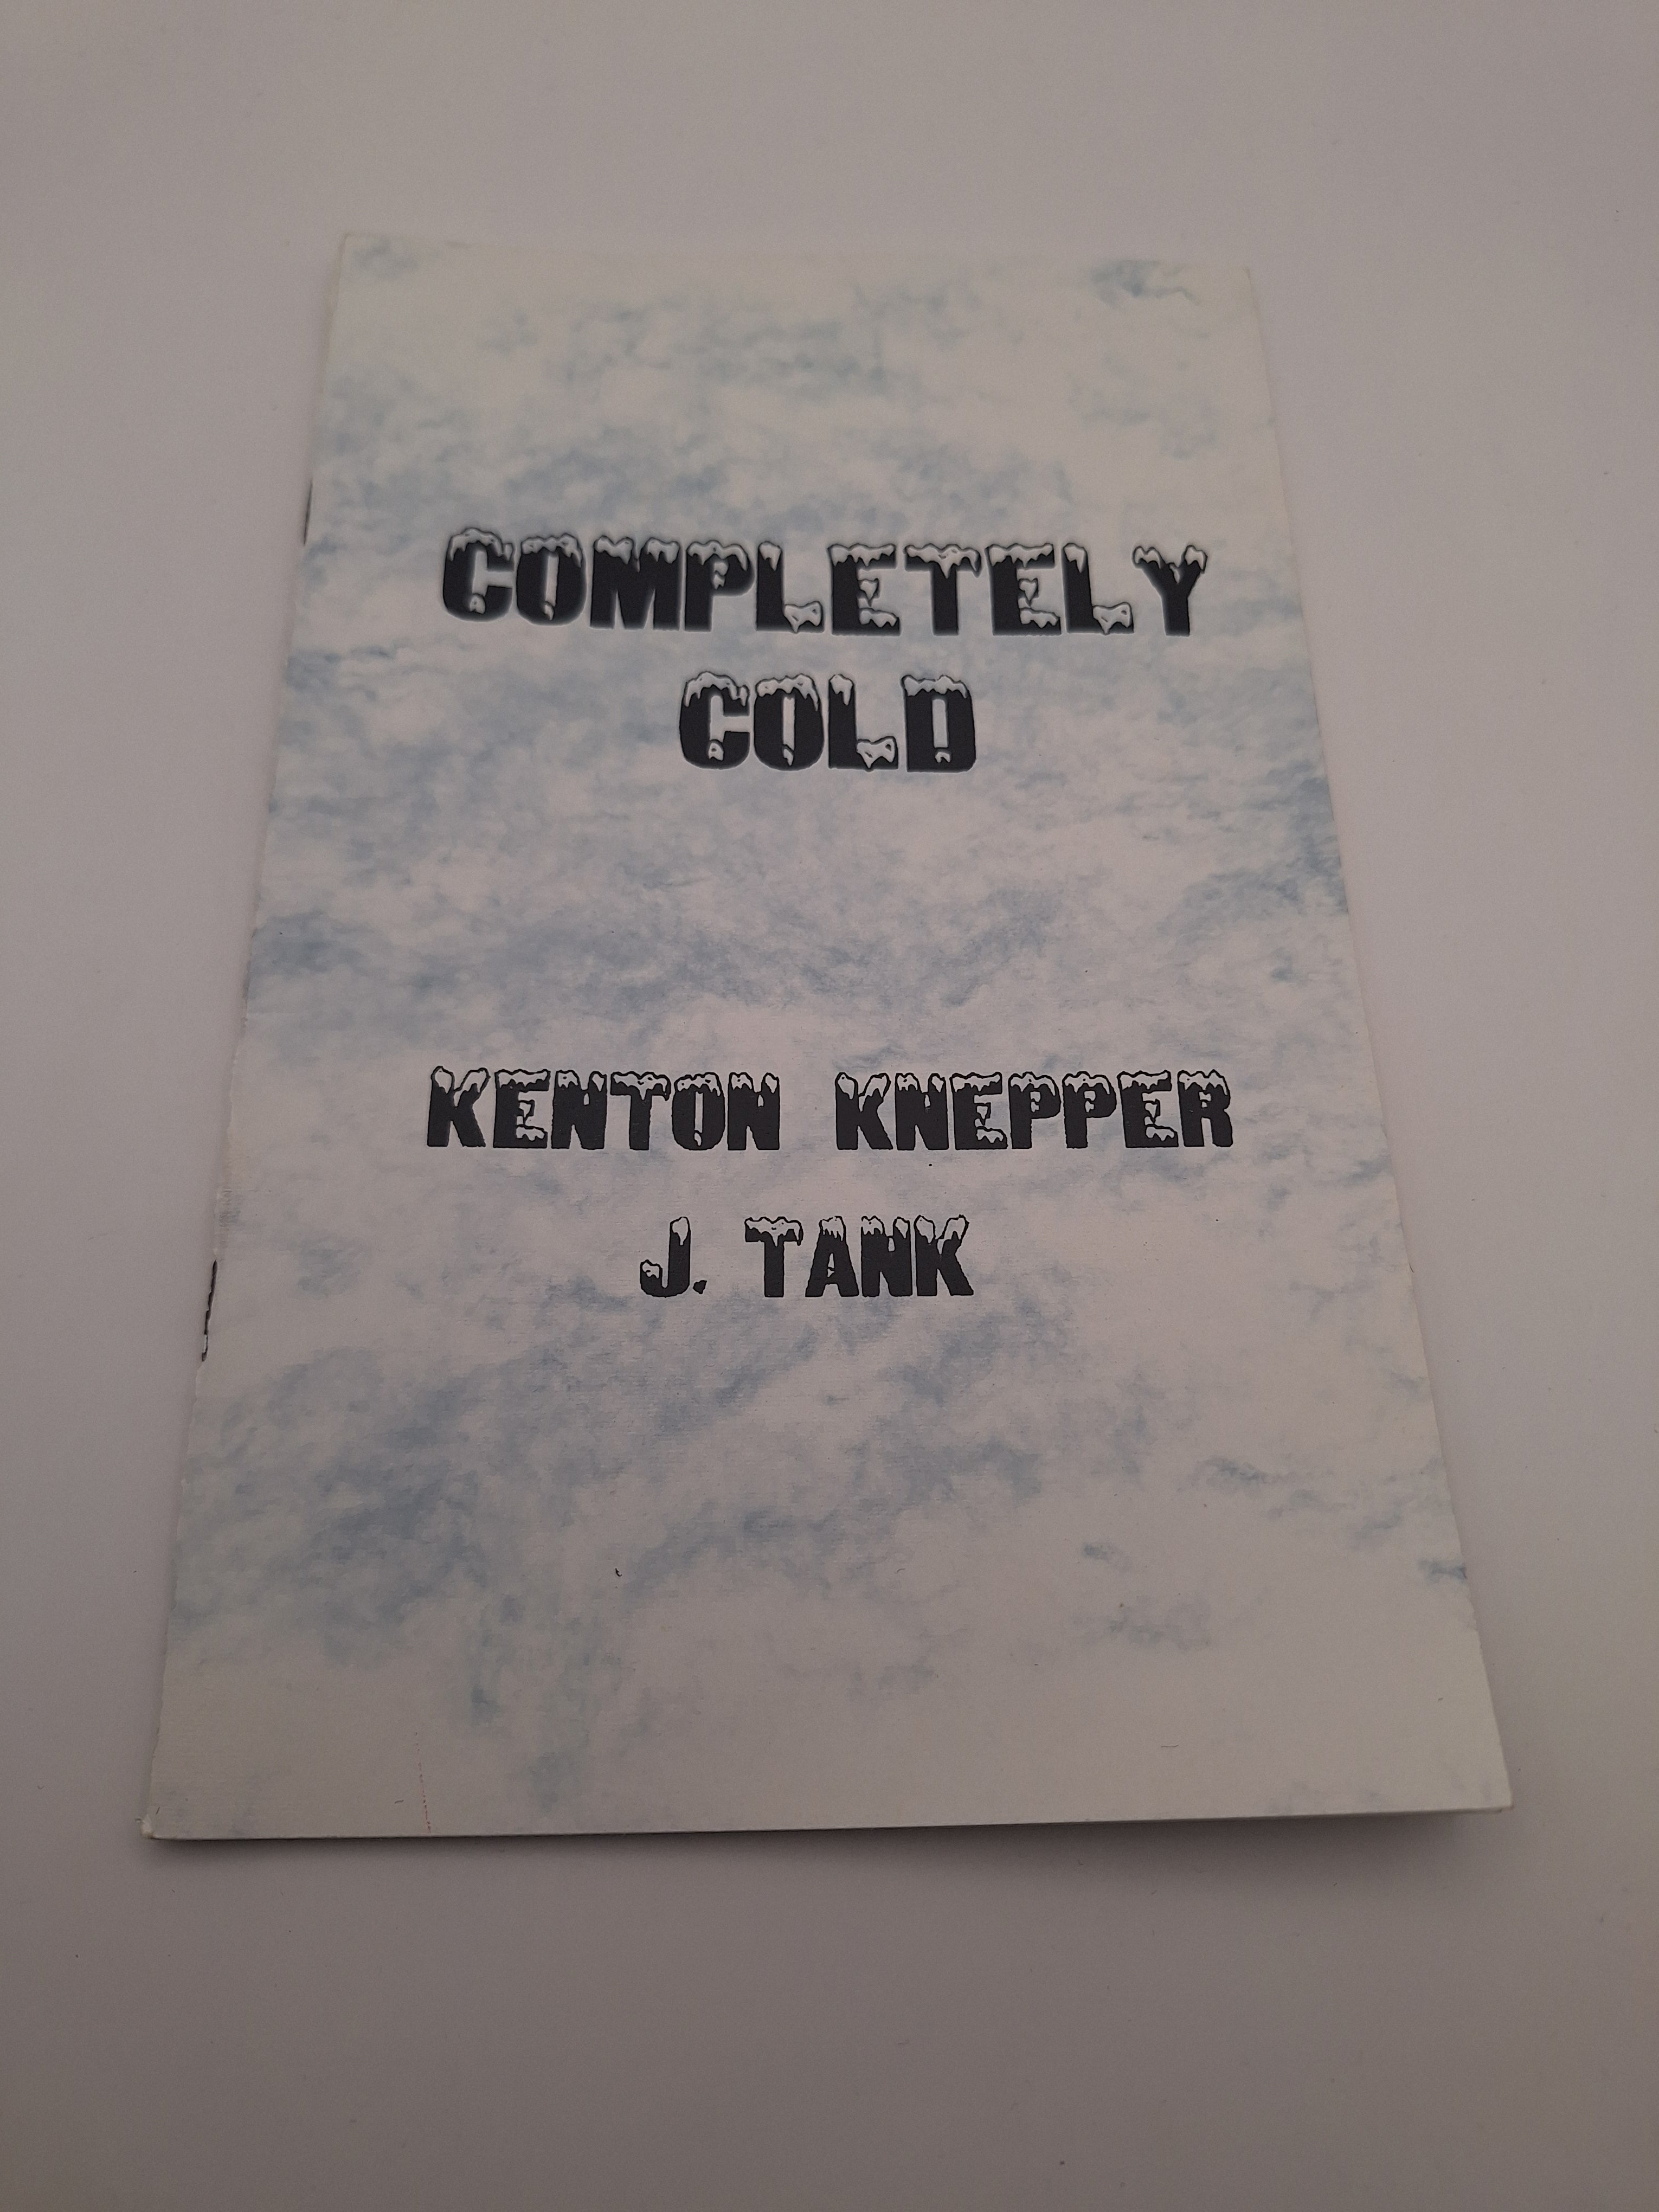 COMPLETELY
COLD
KENTON KNEPPER
J. TANK